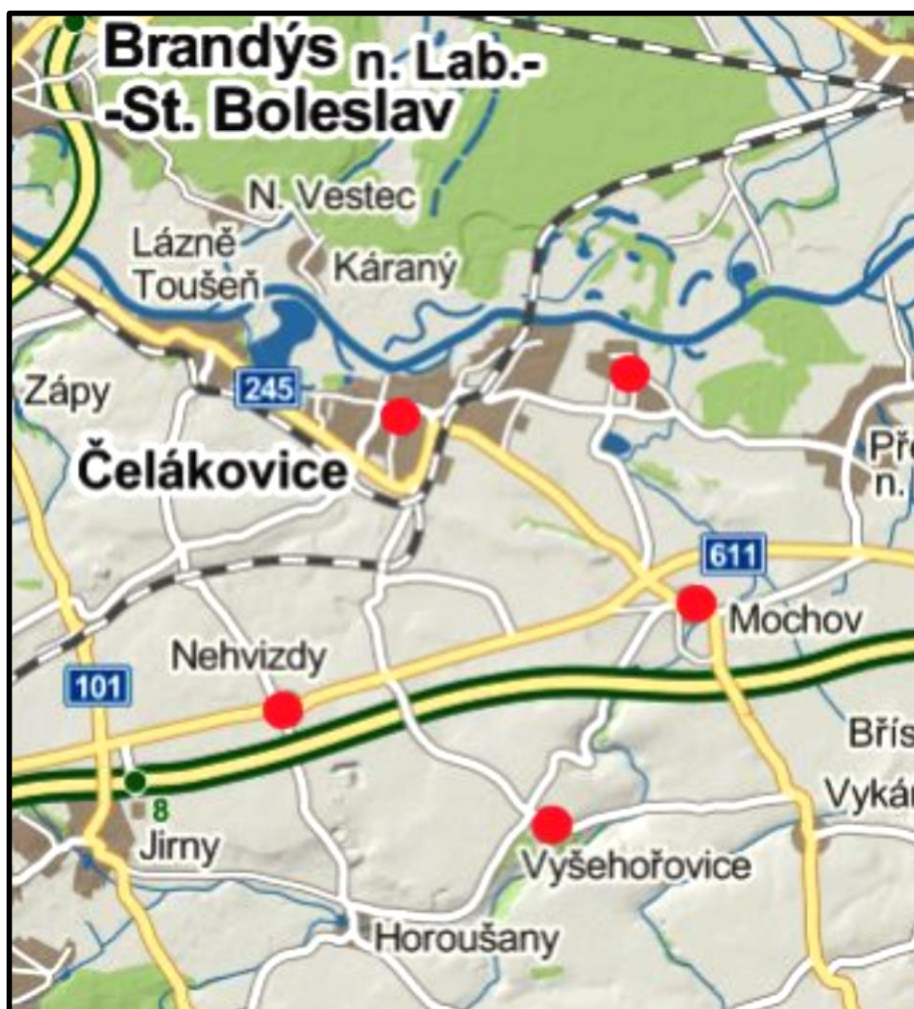 Brandýs n. Lab.-
-St. Boleslav
N. Vestec
Lázně
Toušeň
Káraný
Zápy
245
Čelákovice
Pře
n.
611
Mochov
Nehvizdy
101
Břís
8
Vykár
Jirny
Vyšehořovice
Horoušany